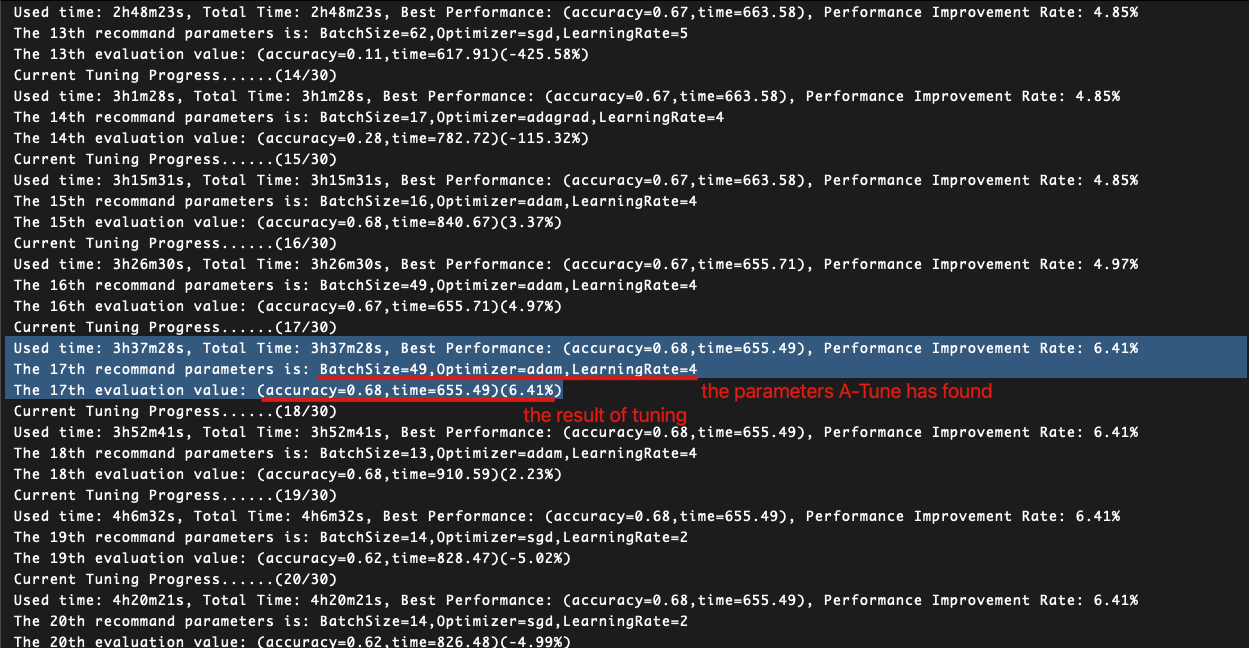 Used time: 2h48m23s, Total Time: 2h48m23s, Best Performance: (accuracy=0.67,time=663.58), Performance Improvement Rate: 4.85%
The 13th recommand parameters is: BatchSize=62,Optimizer=sgd,LearningRate=5
The 13th evaluation value: (accuracy=0.11,time=617.91)(-425.58%)
Current Tuning Progress......(14/30)
Used time: 3h1m28s, Total Time: 3h1m28s, Best Performance: (accuracy=0.67,time=663.58), Performance Improvement Rate: 4.85%
The 14th recommand parameters is: BatchSize=17,Optimizer=adagrad,LearningRate=4
The 14th evaluation value: (accuracy=0.28,time=782.72)(-115.32%)
Current Tuning Progress......(15/30)
Used time: 3h15m31s, Total Time: 3h15m31s, Best Performance: (accuracy=0.67,time=663.58), Performance Improvement Rate: 4.85%
The 15th recommand parameters is: BatchSize=16,Optimizer=adam,LearningRate=4
The 15th evaluation value: (accuracy=0.68,time=840.67)(3.37%)
Current Tuning Progress......(16/30)
Used time: 3h26m30s, Total Time: 3h26m30s, Best Performance: (accuracy=0.67,time=655.71), Performance Improvement Rate: 4.97%
The 16th recommand parameters is: BatchSize=49,Optimizer=adam,LearningRate=4
The 16th evaluation value: (accuracy=0.67,time=655.71)(4.97%)
Current Tuning Progress......(17/30)
Used time: 3h37m28s, Total Time: 3h37m28s, Best Performance: (accuracy=0.68,time=655.49), Performance Improvement Rate: 6.41%
The 17th recommand parameters is: BatchSize=49,Optimizer=adam,LearningRate=4
The 17th evaluation value: (accuracy=0.68,time=655.49)(6.41%)
the parameters A-Tune has found
Current Tuning Progress......(18/30)
the result of tuning
Used time: 3h52m41s, Total Time: 3h52m41s, Best Performance: (accuracy=0.68,time=655.49), Performance Improvement Rate: 6.41%
The 18th recommand parameters is: BatchSize=13,Optimizer=adam,LearningRate=4
The 18th evaluation value: (accuracy=0.68,time=910.59)(2.23%)
Current Tuning Progress......(19/30)
Used time: 4h6m32s, Total Time: 4h6m32s, Best Performance: (accuracy=0.68,time=655.49), Performance Improvement Rate: 6.41%
The 19th recommand parameters is: BatchSize=14,Optimizer=sgd,LearningRate=2
The 19th evaluation value: (accuracy=0.62,time=828.47)(-5.02%)
Current Tuning Progress......(20/30)
Used time: 4h20m21s, Total Time: 4h20m21s, Best Performance: (accuracy=0.68,time=655.49), Performance Improvement Rate: 6.41%
The 20th recommand parameters is: BatchSize=14,Optimizer=sgd,LearningRate=2
The 20th evaluation value: (accuracy=0.62,time=826.48)(-4.99%)